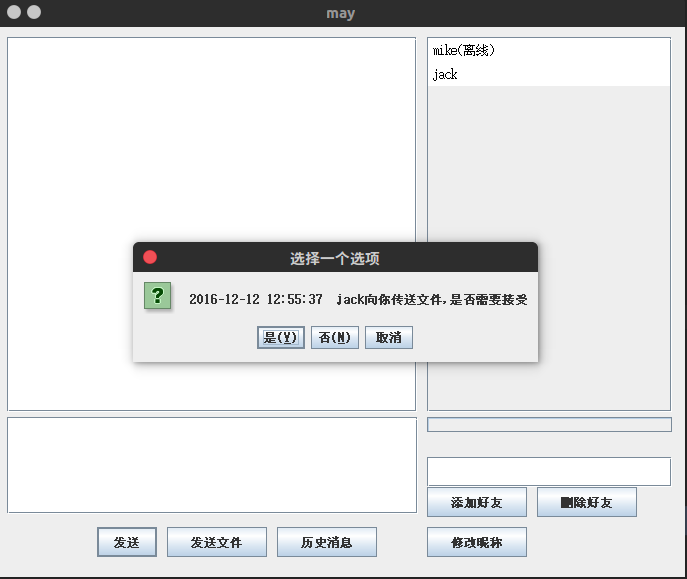 may
mike(离线)
jack
选择一个选项
?
2016-12-12 12:55:37 jack向你传送文件,是否需要接受
是(Y) 否(N) 取消
添加好友 删除好友
发送 发送文件 历史消息 修改昵称